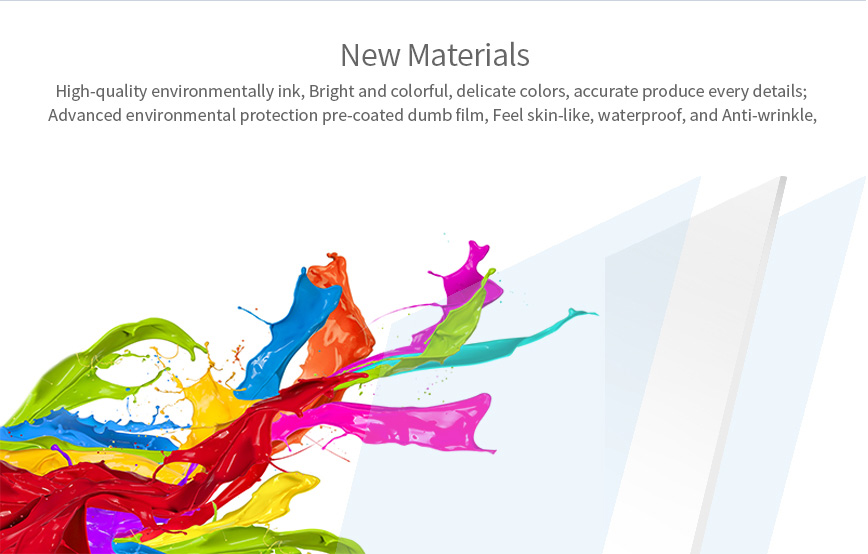 New Materials
High-quality environmentally ink, Bright and colorful, delicate colors, accurate produce every details;
Advanced environmental protection pre-coated dumb film, Feel skin-like, waterproof, and Anti-wrinkle,